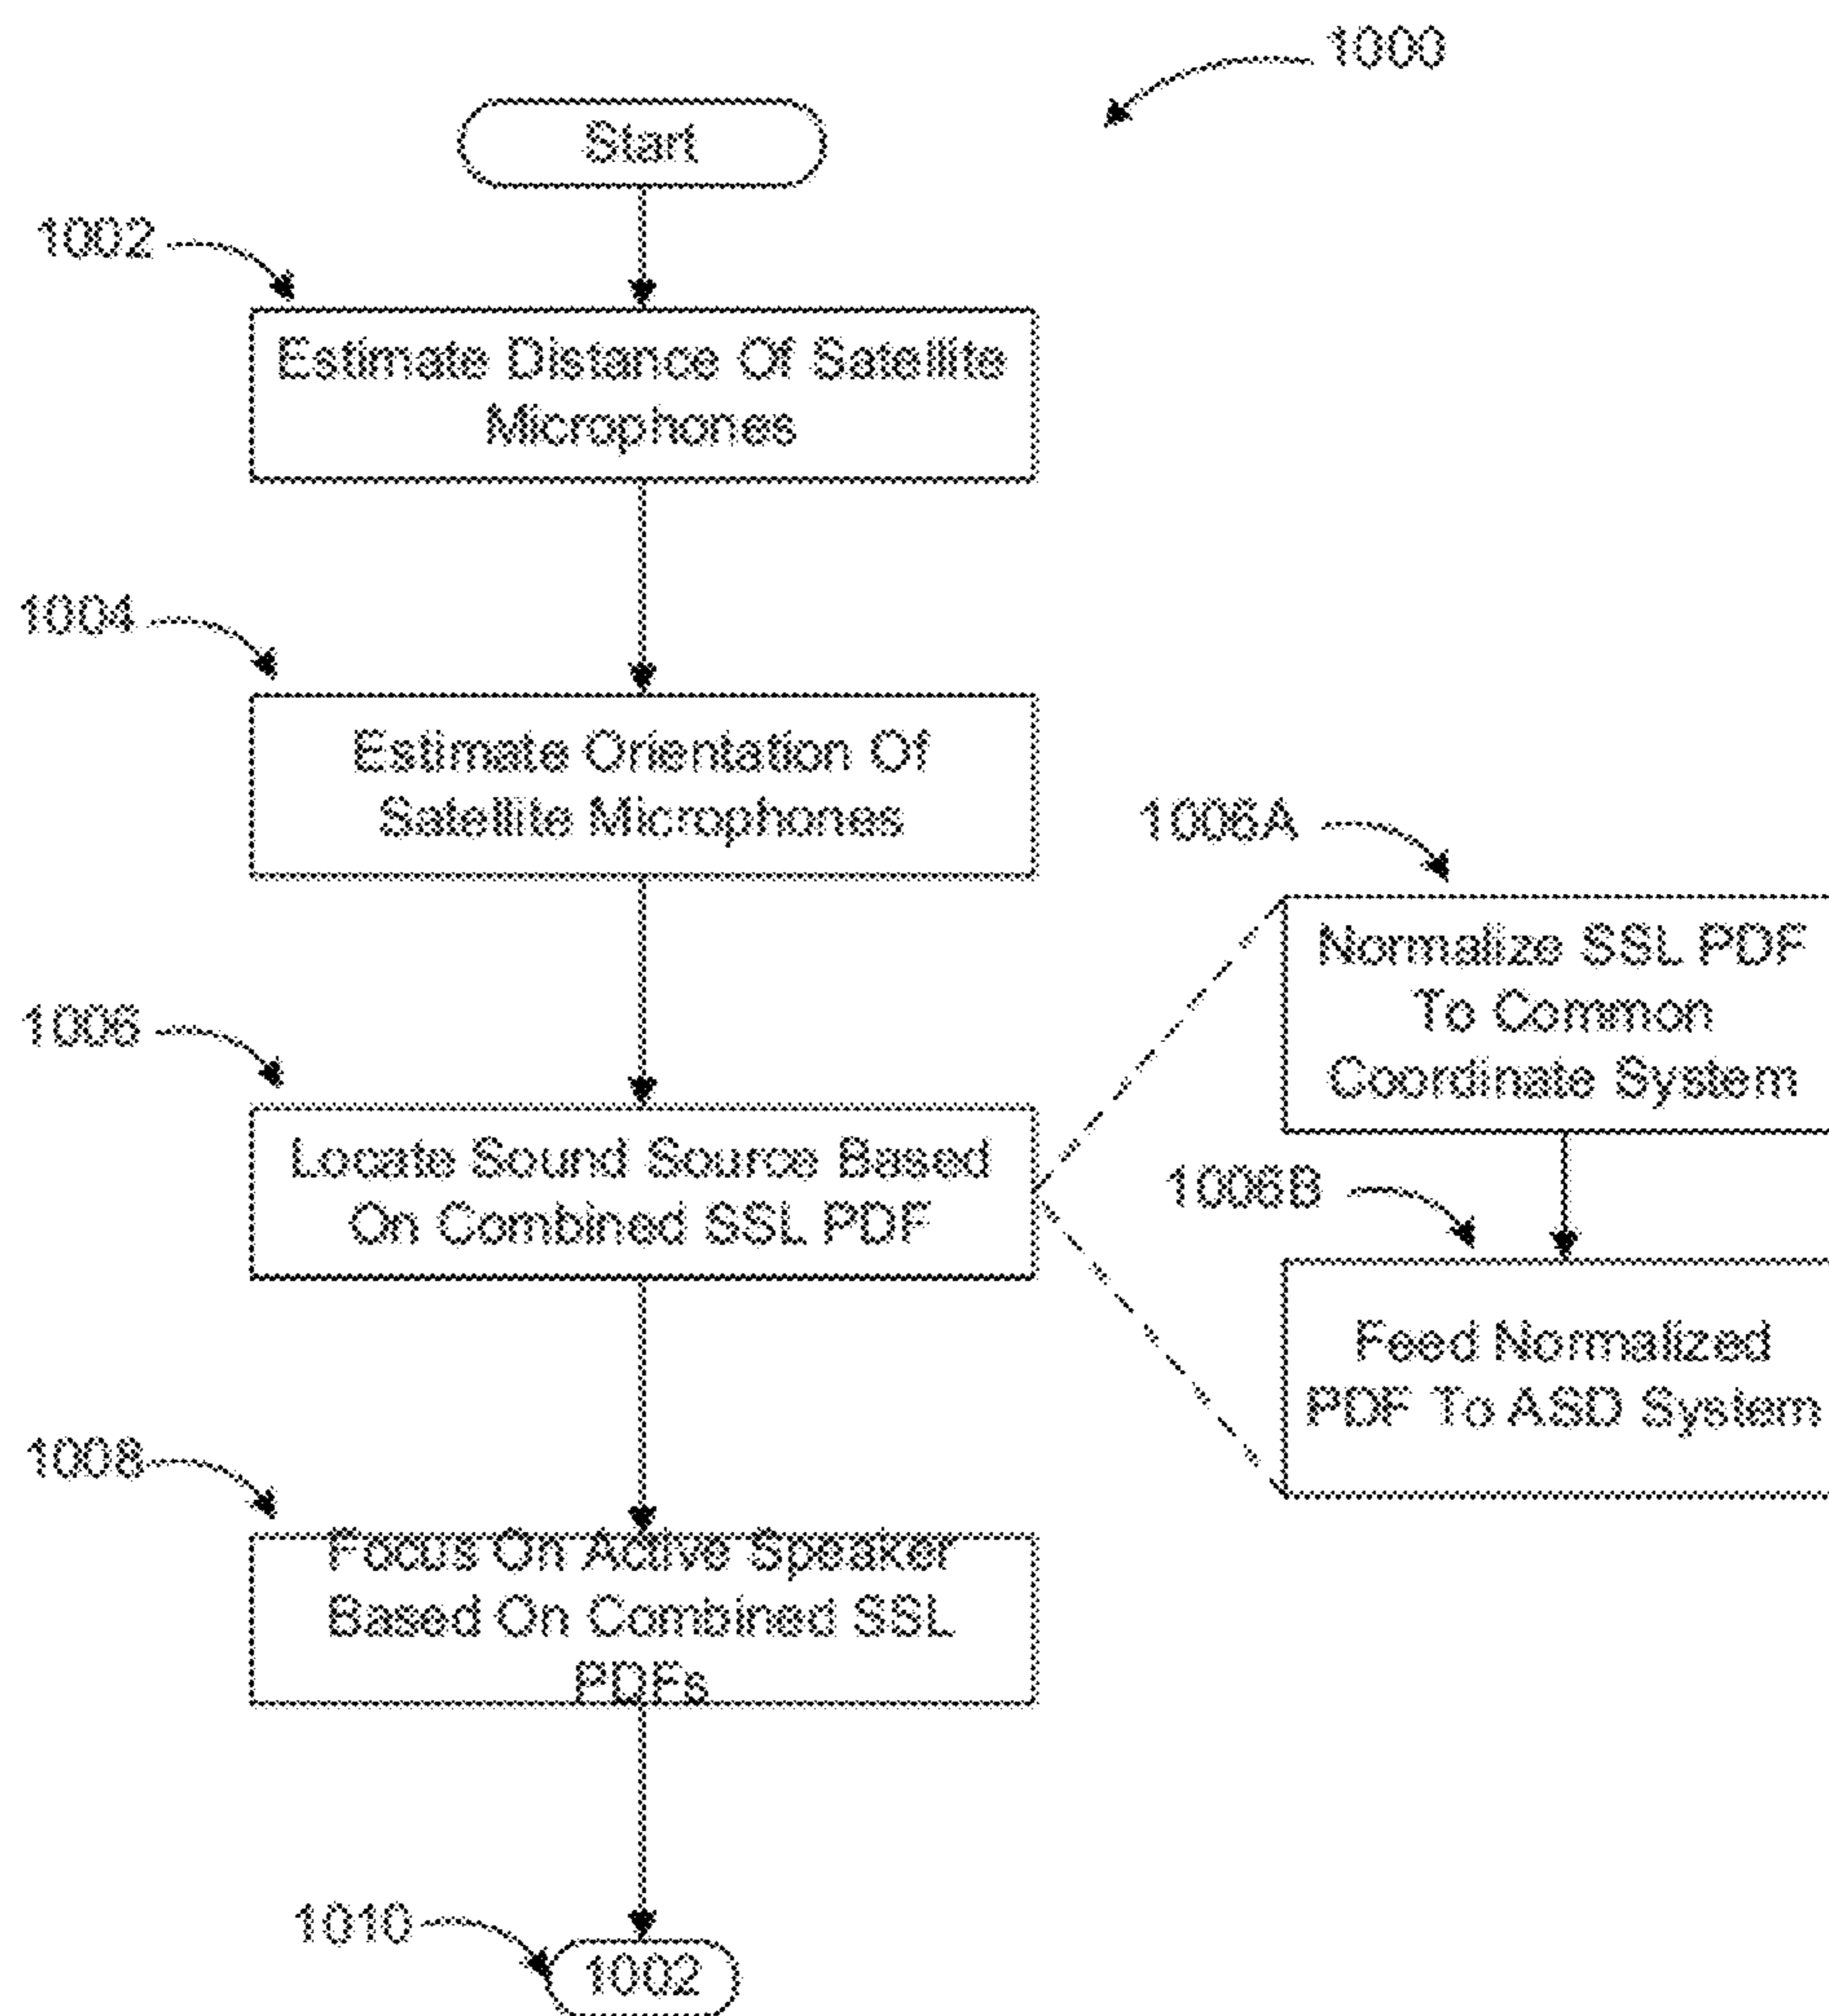 1000
Start
1002
Estimate Distance Of Satellite
Microphones
1004
Estimate Orientation Of
Satellite Microphones
1006
Locate Sound Source Based
On Combined SSL PDF
1006A
Normalize SSL PDF
To Common
Coordinate System
1006B
Feed Normalized
PDF To ASD System
1008
Focus On Active Speaker
Based On Combined SSL
PDFs
1010
1002